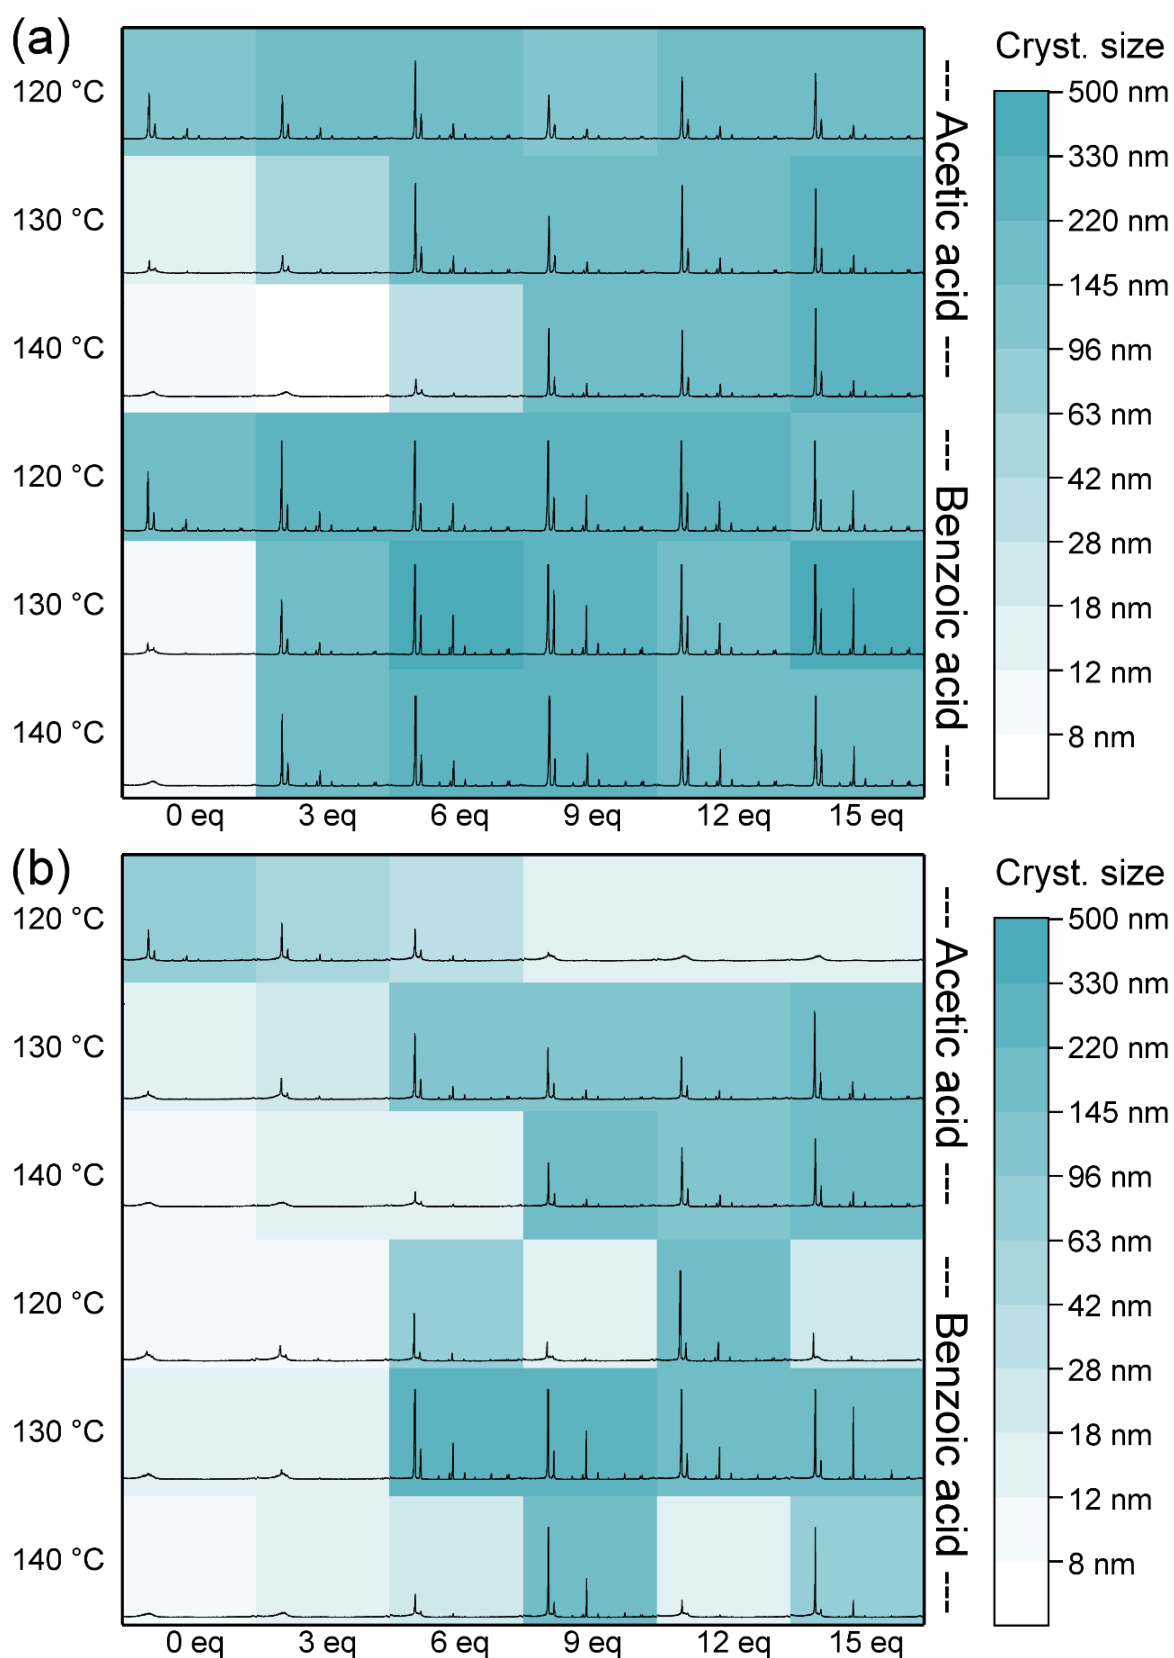 (a)
Cryst. size
120 °C
130 °C
140 °C
120 °C
130 °C
140 °C
0 eq 3 eq 6 eq 9 eq 12 eq 15 eq
--- Acetic acid ---
--- Benzoic acid ---
500 nm
330 nm
220 nm
145 nm
96 nm
63 nm
42 nm
28 nm
18 nm
12 nm
8 nm
(b)
Cryst. size
120 °C
130 °C
140 °C
120 °C
130 °C
140 °C
0 eq 3 eq 6 eq 9 eq 12 eq 15 eq
--- Acetic acid ---
--- Benzoic acid ---
500 nm
330 nm
220 nm
145 nm
96 nm
63 nm
42 nm
28 nm
18 nm
12 nm
8 nm